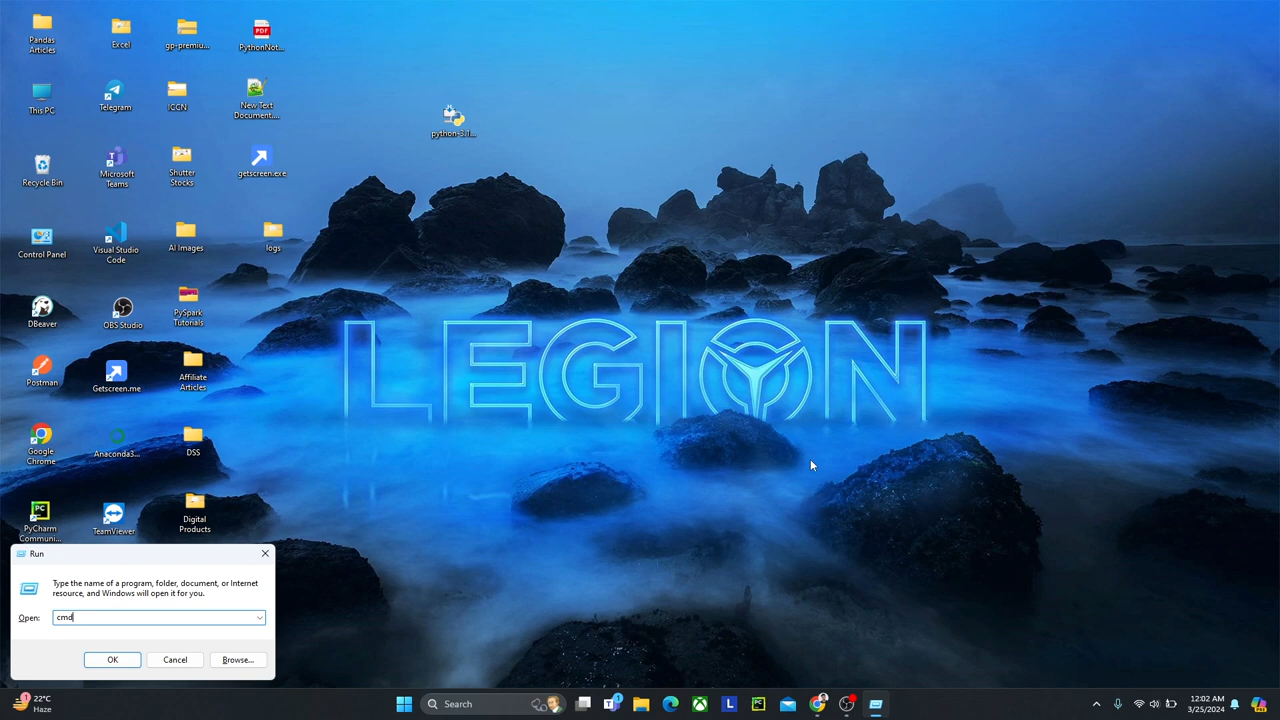 Pandas
Articles
Excel
gp-premiu...
PythonNot...
This PC
Telegram
ICCN
New Text
Document....
python-3.1...
Recycle Bin
Microsoft
Teams
Shutter
Stocks
getscreen.exe
Control Panel
Visual Studio
Code
AI Images
logs
DBeaver
OBS Studio
PySpark
Tutorials
Postman
Getscreen.me
Affiliate
Articles
Google
Chrome
Anaconda3...
DSS
PyCharm
Communi...
TeamViewer
Digital
Products
LEGION
Run
Type the name of a program, folder, document, or Internet
resource, and Windows will open it for you.
Open: cmd
OK Cancel Browse...
22°C
Haze
Search
12:02 AM
3/25/2024